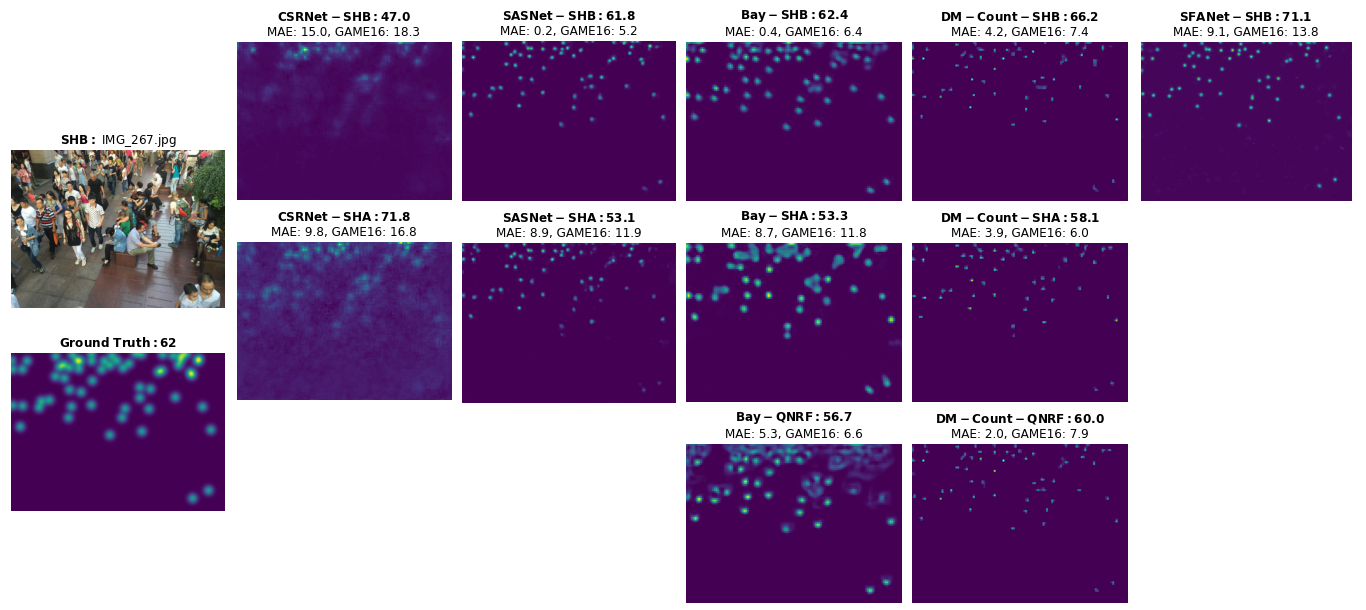 CSRNet − SHB : 47.0
MAE: 15.0, GAME16: 18.3
SASNet − SHB : 61.8
MAE: 0.2, GAME16: 5.2
Bay − SHB : 62.4
MAE: 0.4, GAME16: 6.4
DM − Count − SHB : 66.2
MAE: 4.2, GAME16: 7.4
SFANet − SHB : 71.1
MAE: 9.1, GAME16: 13.8
SHB : IMG_267.jpg
CSRNet − SHA : 71.8
MAE: 9.8, GAME16: 16.8
SASNet − SHA : 53.1
MAE: 8.9, GAME16: 11.9
Bay − SHA : 53.3
MAE: 8.7, GAME16: 11.8
DM − Count − SHA : 58.1
MAE: 3.9, GAME16: 6.0
Ground Truth : 62
Bay − QNRF : 56.7
MAE: 5.3, GAME16: 6.6
DM − Count − QNRF : 60.0
MAE: 2.0, GAME16: 7.9